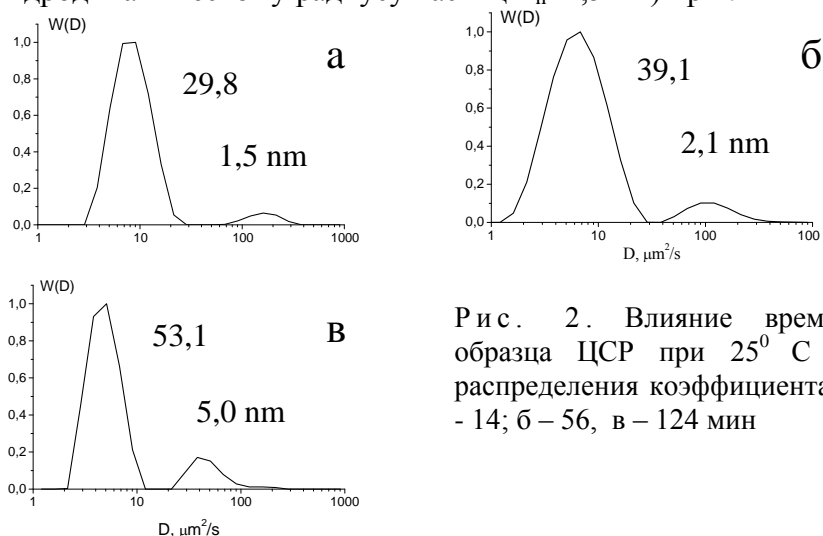 W(D)
а
1,0
0,8
0,6
0,4
0,2
0,0
29,8
1,5 nm
1 10 100 1000
W(D)
б
1,0
0,8
0,6
0,4
0,2
0,0
39,1
2,1 nm
1 10 100 100
D, μm²/s
W(D)
в
1,0
0,8
0,6
0,4
0,2
0,0
53,1
5,0 nm
1 10 100 1000
D, μm²/s
Рис. 2. Влияние врем
образца ЦСР при 25⁰ С
распределения коэффициента
- 14; б – 56, в – 124 мин